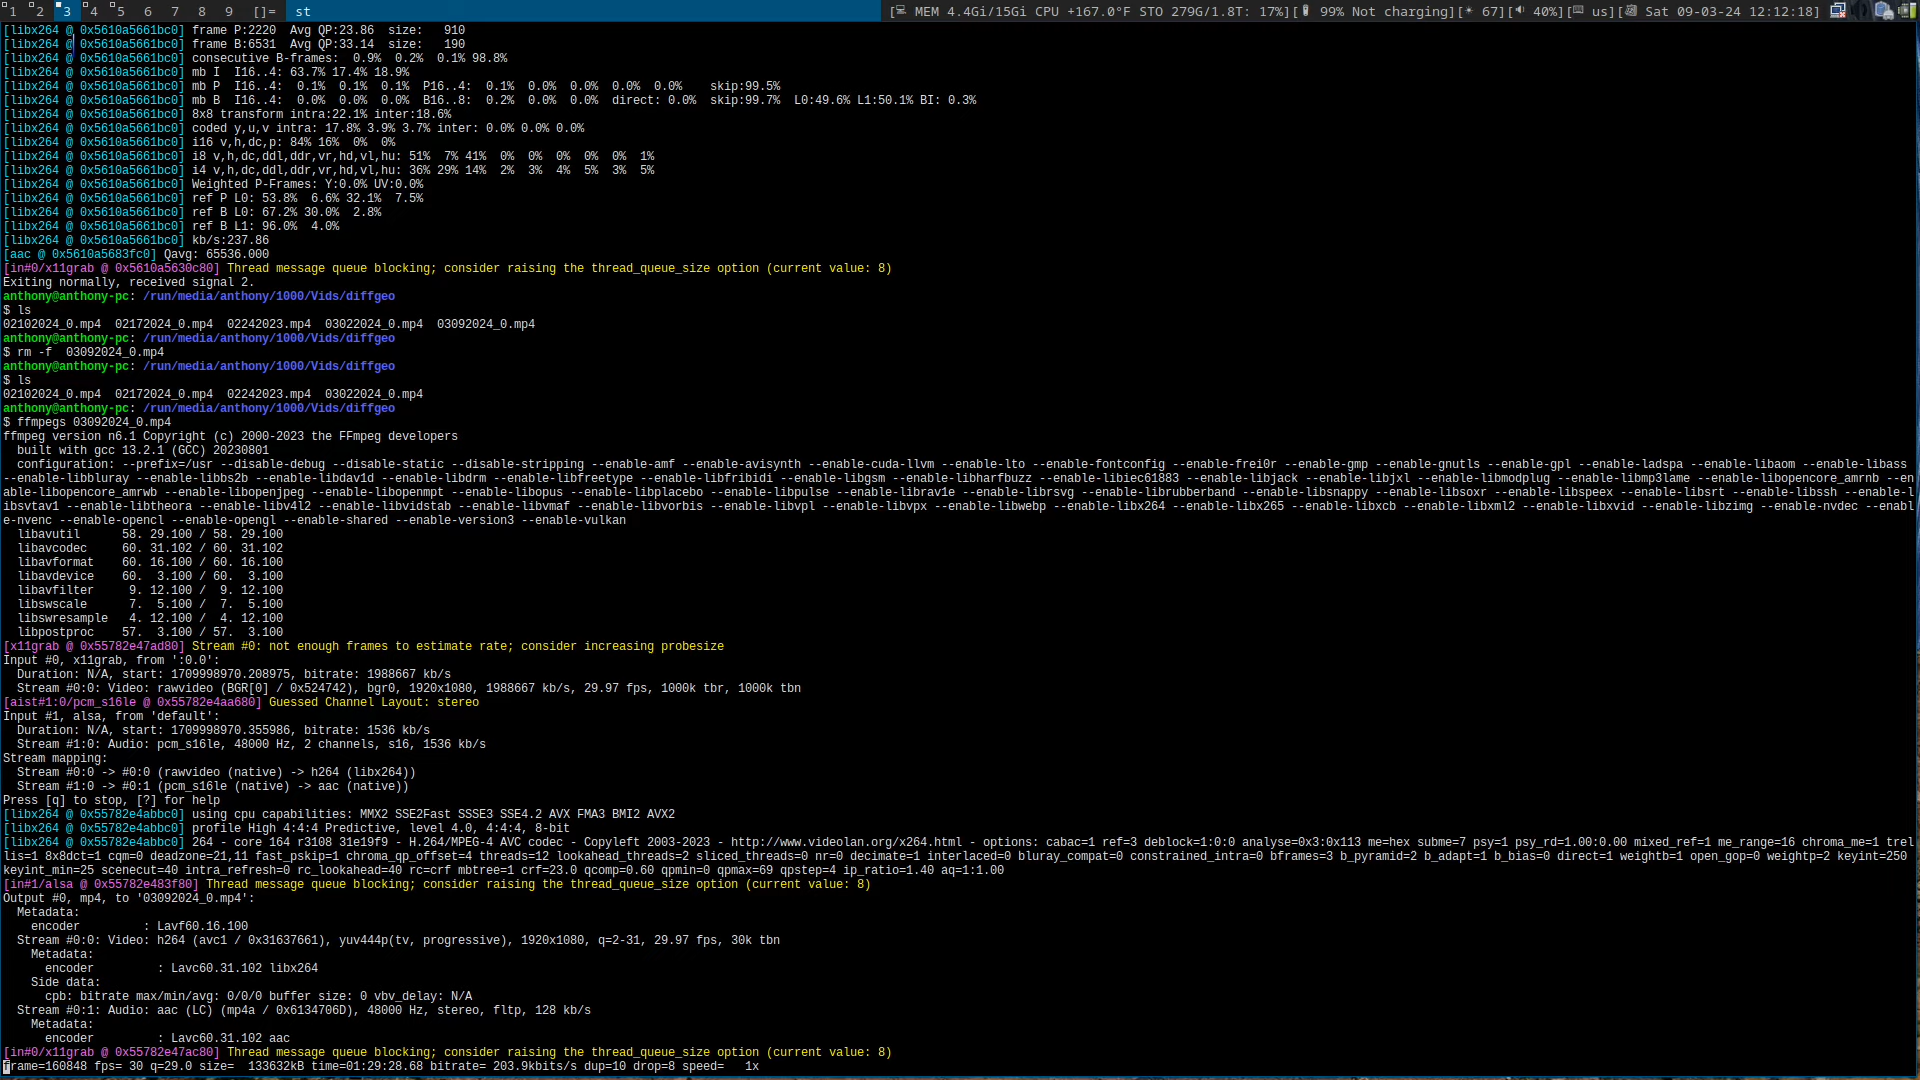 1 2 3 4 5 6 7 8 9 []= st [ MEM 4.4Gi/15Gi CPU +167.0°F STO 279G/1.8T: 17%][ 99% Not charging][ 67][ 40%][ us][ Sat 09-03-24 12:12:18]
[libx264 @ 0x5610a5661bc0] frame P:2220  Avg QP:23.86  size:   910
[libx264 @ 0x5610a5661bc0] frame B:6531  Avg QP:33.14  size:   190
[libx264 @ 0x5610a5661bc0] consecutive B-frames:  0.9%  0.2%  0.1% 98.8%
[libx264 @ 0x5610a5661bc0] mb I  I16..4: 63.7% 17.4% 18.9%
[libx264 @ 0x5610a5661bc0] mb P  I16..4:  0.1%  0.1%  0.1%  P16..4:  0.1%  0.0%  0.0%  0.0%  0.0%    skip:99.5%
[libx264 @ 0x5610a5661bc0] mb B  I16..4:  0.0%  0.0%  0.0%  B16..8:  0.2%  0.0%  0.0%  direct: 0.0%  skip:99.7%  L0:49.6% L1:50.1% BI: 0.3%
[libx264 @ 0x5610a5661bc0] 8x8 transform intra:22.1% inter:18.6%
[libx264 @ 0x5610a5661bc0] coded y,u,v intra: 17.8% 3.9% 3.7% inter: 0.0% 0.0% 0.0%
[libx264 @ 0x5610a5661bc0] i16 v,h,dc,p: 84% 16%  0%  0%
[libx264 @ 0x5610a5661bc0] i8 v,h,dc,ddl,ddr,vr,hd,vl,hu: 51%  7% 41%  0%  0%  0%  0%  0%  1%
[libx264 @ 0x5610a5661bc0] i4 v,h,dc,ddl,ddr,vr,hd,vl,hu: 36% 29% 14%  2%  3%  4%  5%  3%  5%
[libx264 @ 0x5610a5661bc0] Weighted P-Frames: Y:0.0% UV:0.0%
[libx264 @ 0x5610a5661bc0] ref P L0: 53.8%  6.6% 32.1%  7.5%
[libx264 @ 0x5610a5661bc0] ref B L0: 67.2% 30.0%  2.8%
[libx264 @ 0x5610a5661bc0] ref B L1: 96.0%  4.0%
[libx264 @ 0x5610a5661bc0] kb/s:237.86
[aac @ 0x5610a5683fc0] Qavg: 65536.000
[in#0/x11grab @ 0x5610a5630c80] Thread message queue blocking; consider raising the thread_queue_size option (current value: 8)
Exiting normally, received signal 2.
anthony@anthony-pc: /run/media/anthony/1000/Vids/diffgeo
$ ls
02102024_0.mp4  02172024_0.mp4  02242023.mp4  03022024_0.mp4  03092024_0.mp4
anthony@anthony-pc: /run/media/anthony/1000/Vids/diffgeo
$ rm -f  03092024_0.mp4
anthony@anthony-pc: /run/media/anthony/1000/Vids/diffgeo
$ ls
02102024_0.mp4  02172024_0.mp4  02242023.mp4  03022024_0.mp4
anthony@anthony-pc: /run/media/anthony/1000/Vids/diffgeo
$ ffmpegs 03092024_0.mp4
ffmpeg version n6.1 Copyright (c) 2000-2023 the FFmpeg developers
  built with gcc 13.2.1 (GCC) 20230801
  configuration: --prefix=/usr --disable-debug --disable-static --disable-stripping --enable-amf --enable-avisynth --enable-cuda-llvm --enable-lto --enable-fontconfig --enable-frei0r --enable-gmp --enable-gnutls --enable-gpl --enable-ladspa --enable-libaom --enable-libass
--enable-libbluray --enable-libbs2b --enable-libdav1d --enable-libdrm --enable-libfreetype --enable-libfribidi --enable-libgsm --enable-libharfbuzz --enable-libiec61883 --enable-libjack --enable-libjxl --enable-libmodplug --enable-libmp3lame --enable-libopencore_amrnb --en
able-libopencore_amrwb --enable-libopenjpeg --enable-libopenmpt --enable-libopus --enable-libplacebo --enable-libpulse --enable-librav1e --enable-librsvg --enable-librubberband --enable-libsnappy --enable-libsoxr --enable-libspeex --enable-libsrt --enable-libssh --enable-l
ibsvtav1 --enable-libtheora --enable-libv4l2 --enable-libvidstab --enable-libvmaf --enable-libvorbis --enable-libvpl --enable-libvpx --enable-libwebp --enable-libx264 --enable-libx265 --enable-libxcb --enable-libxml2 --enable-libxvid --enable-libzimg --enable-nvdec --enabl
e-nvenc --enable-opencl --enable-opengl --enable-shared --enable-version3 --enable-vulkan
  libavutil      58. 29.100 / 58. 29.100
  libavcodec     60. 31.102 / 60. 31.102
  libavformat    60. 16.100 / 60. 16.100
  libavdevice    60.  3.100 / 60.  3.100
  libavfilter     9. 12.100 /  9. 12.100
  libswscale      7.  5.100 /  7.  5.100
  libswresample   4. 12.100 /  4. 12.100
  libpostproc    57.  3.100 / 57.  3.100
[x11grab @ 0x55782e47ad80] Stream #0: not enough frames to estimate rate; consider increasing probesize
Input #0, x11grab, from ':0.0':
  Duration: N/A, start: 1709998970.208975, bitrate: 1988667 kb/s
  Stream #0:0: Video: rawvideo (BGR[0] / 0x524742), bgr0, 1920x1080, 1988667 kb/s, 29.97 fps, 1000k tbr, 1000k tbn
[aist#1:0/pcm_s16le @ 0x55782e4aa680] Guessed Channel Layout: stereo
Input #1, alsa, from 'default':
  Duration: N/A, start: 1709998970.355986, bitrate: 1536 kb/s
  Stream #1:0: Audio: pcm_s16le, 48000 Hz, 2 channels, s16, 1536 kb/s
Stream mapping:
  Stream #0:0 -> #0:0 (rawvideo (native) -> h264 (libx264))
  Stream #1:0 -> #0:1 (pcm_s16le (native) -> aac (native))
Press [q] to stop, [?] for help
[libx264 @ 0x55782e4abbc0] using cpu capabilities: MMX2 SSE2Fast SSSE3 SSE4.2 AVX FMA3 BMI2 AVX2
[libx264 @ 0x55782e4abbc0] profile High 4:4:4 Predictive, level 4.0, 4:4:4, 8-bit
[libx264 @ 0x55782e4abbc0] 264 - core 164 r3108 31e19f9 - H.264/MPEG-4 AVC codec - Copyleft 2003-2023 - http://www.videolan.org/x264.html - options: cabac=1 ref=3 deblock=1:0:0 analyse=0x3:0x113 me=hex subme=7 psy=1 psy_rd=1.00:0.00 mixed_ref=1 me_range=16 chroma_me=1 trel
lis=1 8x8dct=1 cqm=0 deadzone=21,11 fast_pskip=1 chroma_qp_offset=4 threads=12 lookahead_threads=2 sliced_threads=0 nr=0 decimate=1 interlaced=0 bluray_compat=0 constrained_intra=0 bframes=3 b_pyramid=2 b_adapt=1 b_bias=0 direct=1 weightb=1 open_gop=0 weightp=2 keyint=250
keyint_min=25 scenecut=40 intra_refresh=0 rc_lookahead=40 rc=crf mbtree=1 crf=23.0 qcomp=0.60 qpmin=0 qpmax=69 qpstep=4 ip_ratio=1.40 aq=1:1.00
[in#1/alsa @ 0x55782e483f80] Thread message queue blocking; consider raising the thread_queue_size option (current value: 8)
Output #0, mp4, to '03092024_0.mp4':
  Metadata:
    encoder         : Lavf60.16.100
  Stream #0:0: Video: h264 (avc1 / 0x31637661), yuv444p(tv, progressive), 1920x1080, q=2-31, 29.97 fps, 30k tbn
    Metadata:
      encoder         : Lavc60.31.102 libx264
    Side data:
      cpb: bitrate max/min/avg: 0/0/0 buffer size: 0 vbv_delay: N/A
  Stream #0:1: Audio: aac (LC) (mp4a / 0x6134706D), 48000 Hz, stereo, fltp, 128 kb/s
    Metadata:
      encoder         : Lavc60.31.102 aac
[in#0/x11grab @ 0x55782e47ac80] Thread message queue blocking; consider raising the thread_queue_size option (current value: 8)
frame=160848 fps= 30 q=29.0 size=  133632kB time=01:29:28.68 bitrate= 203.9kbits/s dup=10 drop=8 speed=   1x